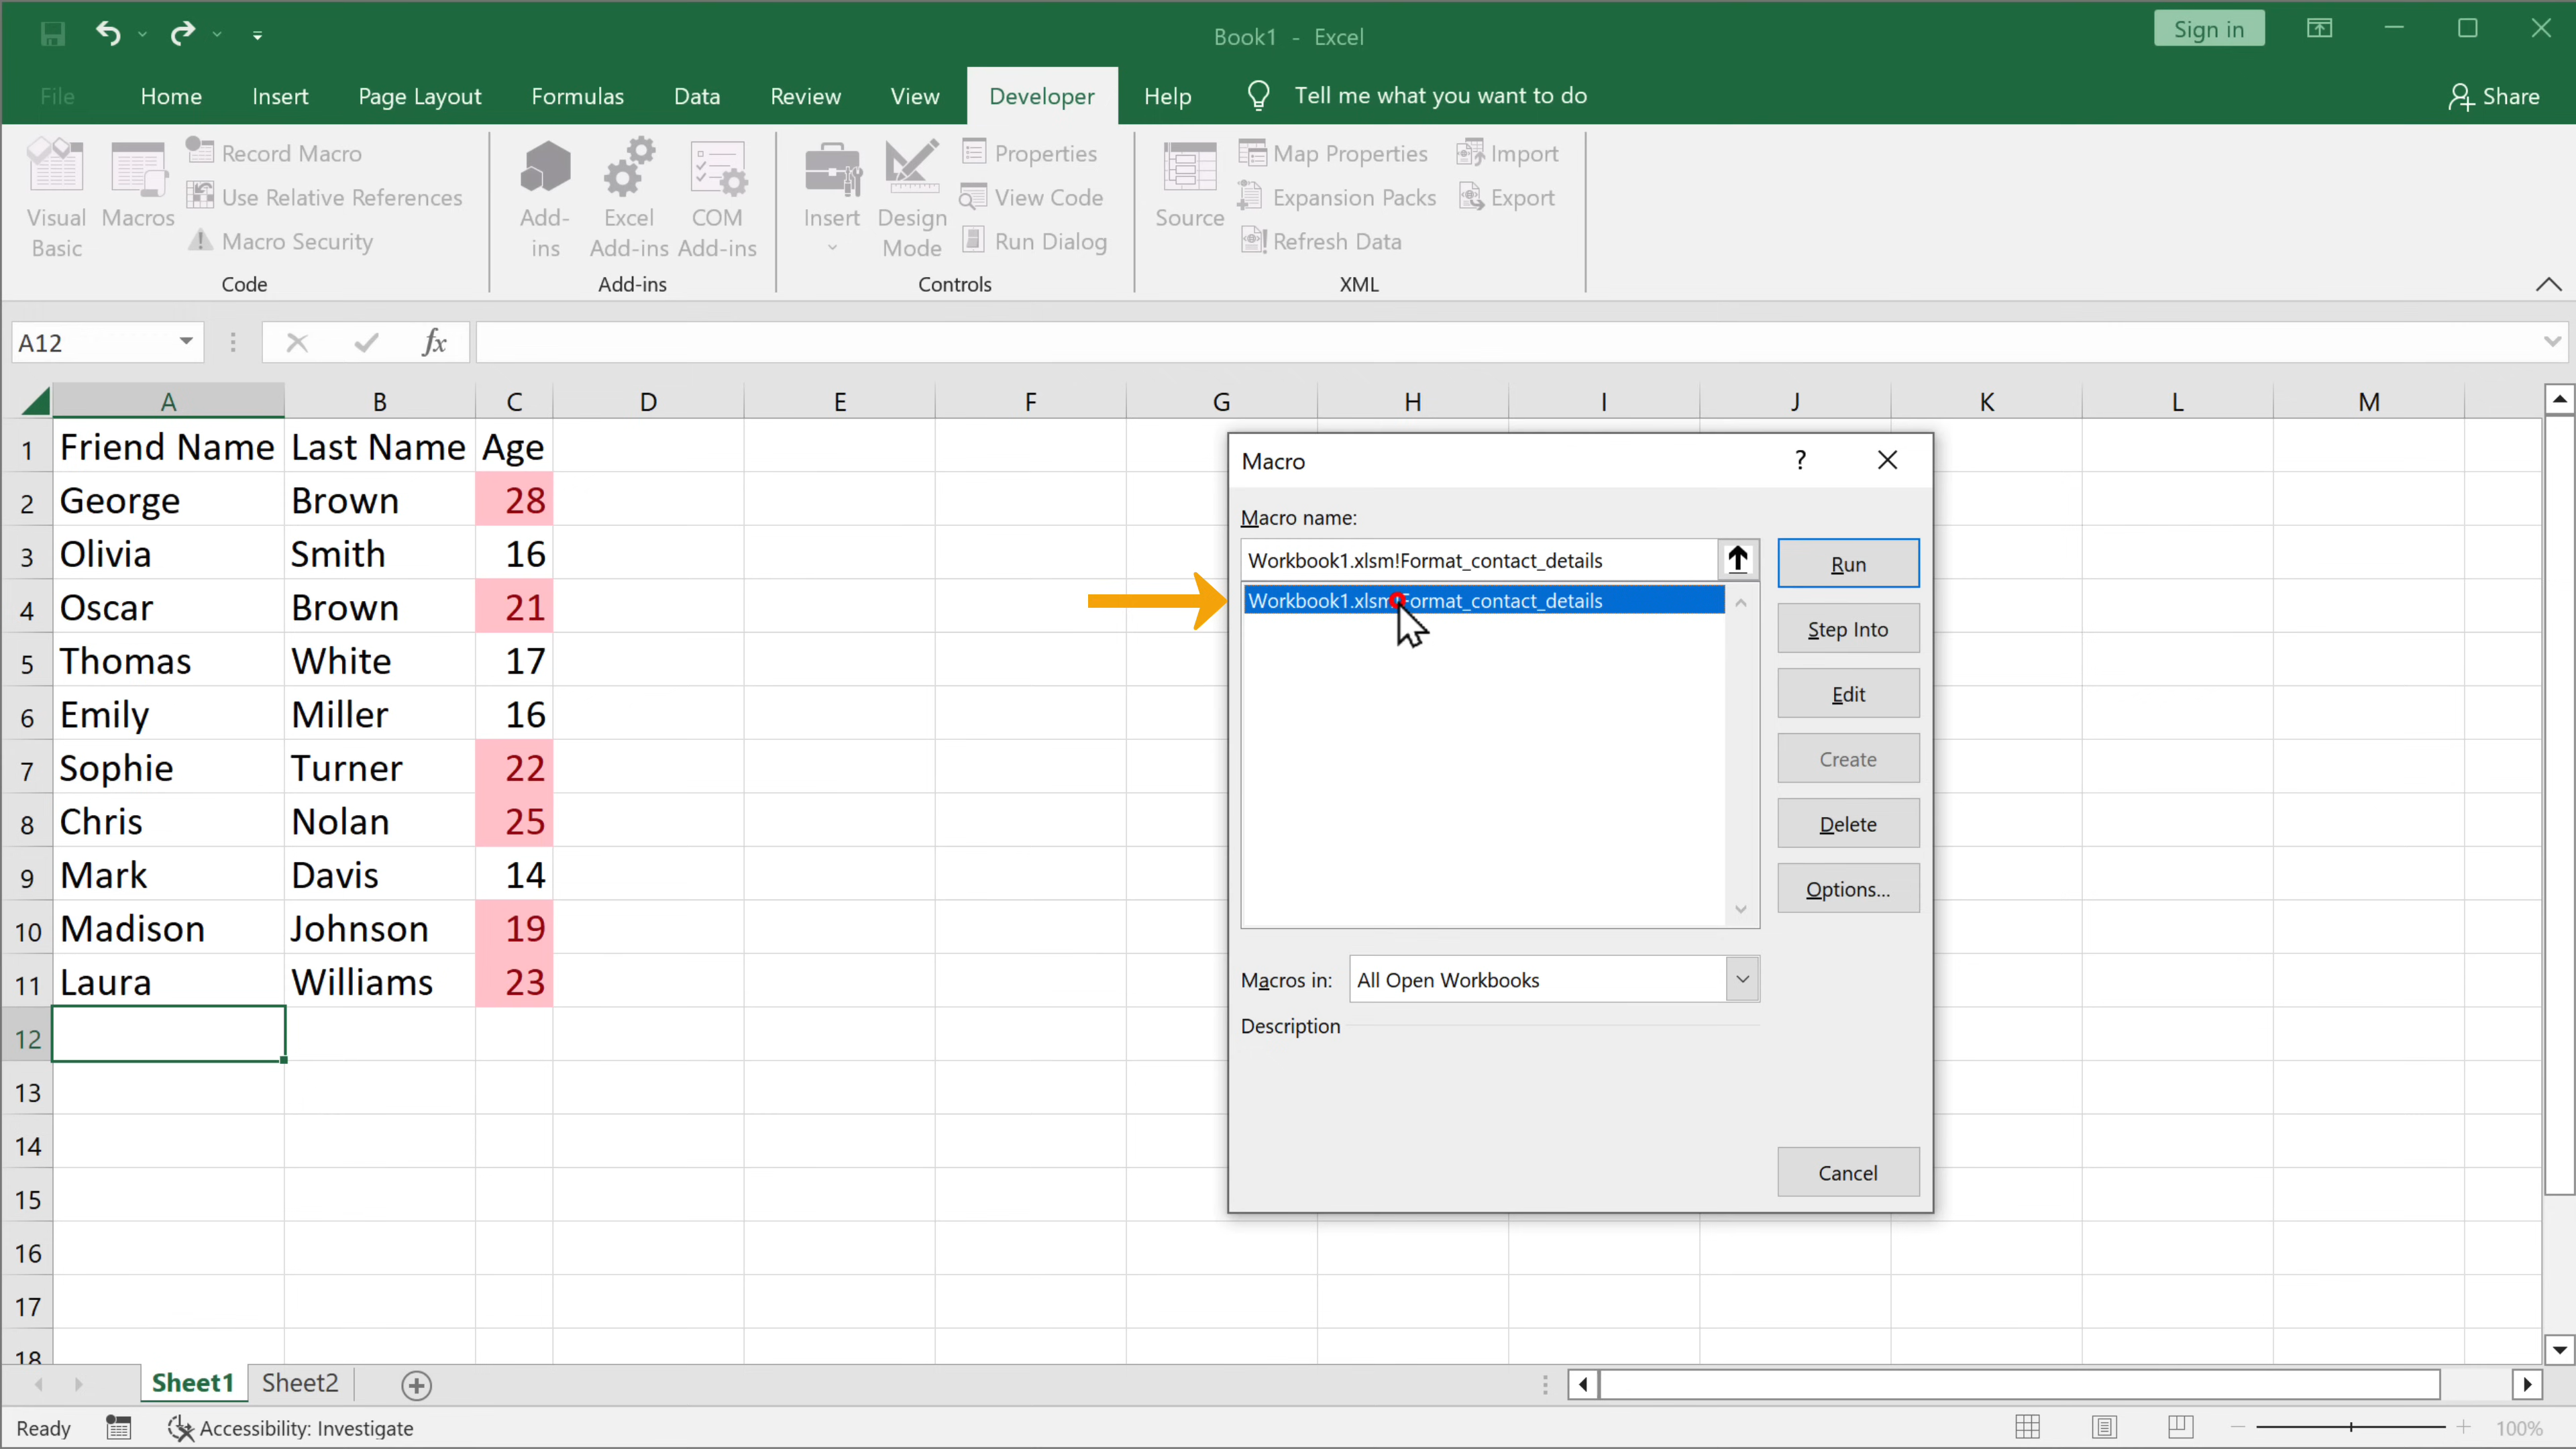 Book1 - Excel
Sign in
File Home Insert Page Layout Formulas Data Review View Developer Help Tell me what you want to do Share
Visual Basic
Macros
Record Macro
Use Relative References
Macro Security
Code
Add-ins
Excel Add-ins
COM Add-ins
Add-ins
Insert
Design Mode
Properties
View Code
Run Dialog
Controls
Source
Map Properties
Expansion Packs
Refresh Data
Import
Export
XML
A12
fx
A B C D E F G H I J K L M
1 Friend Name Last Name Age
2 George Brown 28
3 Olivia Smith 16
4 Oscar Brown 21
5 Thomas White 17
6 Emily Miller 16
7 Sophie Turner 22
8 Chris Nolan 25
9 Mark Davis 14
10 Madison Johnson 19
11 Laura Williams 23
12
13
14
15
16
17
18
Macro ?
Macro name:
Workbook1.xlsm!Format_contact_details
Workbook1.xlsm!Format_contact_details
Run
Step Into
Edit
Create
Delete
Options...
Macros in: All Open Workbooks
Description
Cancel
Sheet1 Sheet2
Ready Accessibility: Investigate 100%